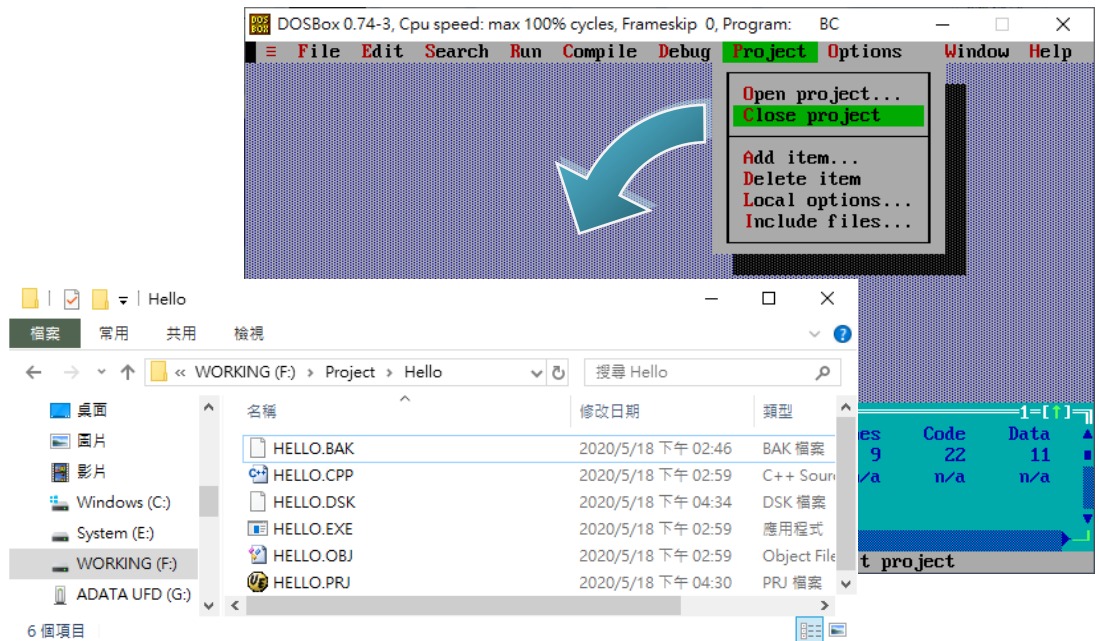 DOSBox 0.74-3, Cpu speed: max 100% cycles, Frameskip 0, Program: BC
≡ File Edit Search Run Compile Debug Project Options Window Help
Open project...
Close project
Add item...
Delete item
Local options...
Include files...
Hello
檔案 常用 共用 檢視
« WORKING (F:) › Project › Hello
搜尋 Hello
桌面
圖片
影片
Windows (C:)
System (E:)
WORKING (F:)
ADATA UFD (G:)
名稱 修改日期 類型
HELLO.BAK 2020/5/18 下午 02:46 BAK 檔案
HELLO.CPP 2020/5/18 下午 02:59 C++ Sour
HELLO.DSK 2020/5/18 下午 04:34 DSK 檔案
HELLO.EXE 2020/5/18 下午 02:59 應用程式
HELLO.OBJ 2020/5/18 下午 02:59 Object File
HELLO.PRJ 2020/5/18 下午 04:30 PRJ 檔案
6 個項目
1=[↑]
es Code Data
9 22 11
/a n/a n/a
t project